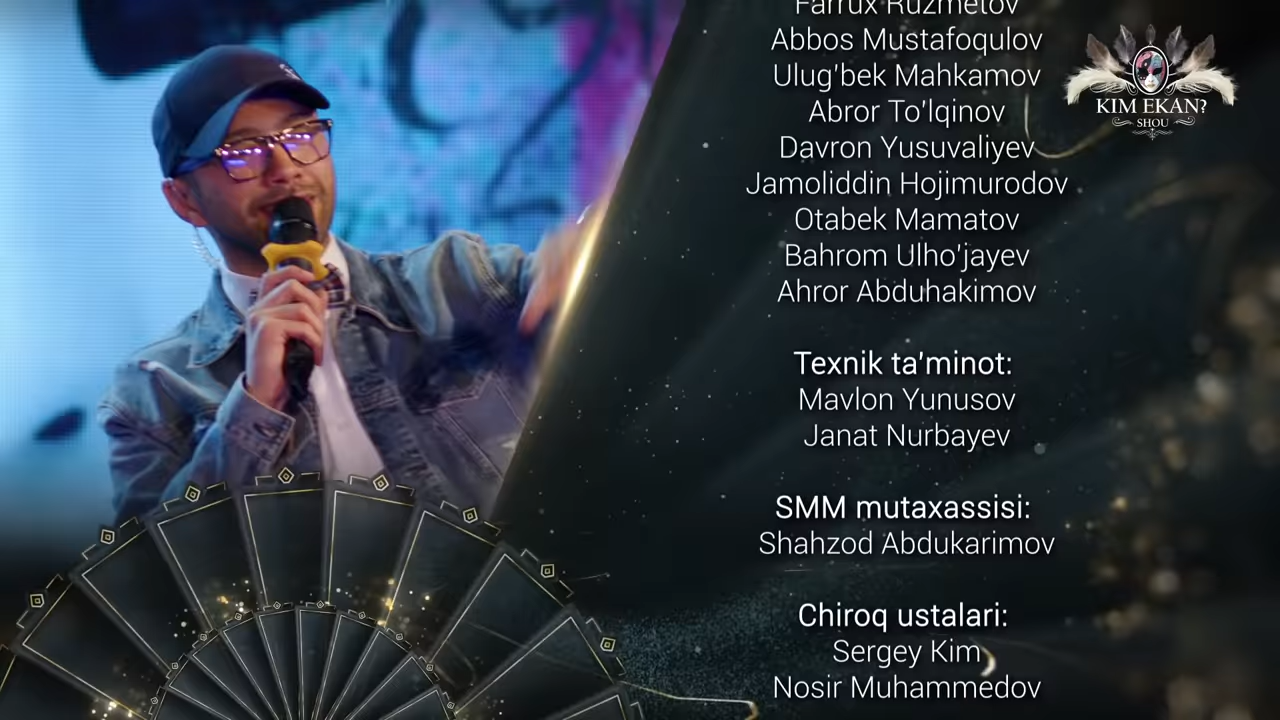 Farrux Ruzmetov
Abbos Mustafoqulov
Ulug'bek Mahkamov
Abror To'lqinov
Davron Yusuvaliyev
Jamoliddin Hojimurodov
Otabek Mamatov
Bahrom Ulho'jayev
Ahror Abduhakimov
Texnik ta'minot:
Mavlon Yunusov
Janat Nurbayev
SMM mutaxassisi:
Shahzod Abdukarimov
Chiroq ustalari:
Sergey Kim
Nosir Muhammedov
KIM EKAN?
SHOU